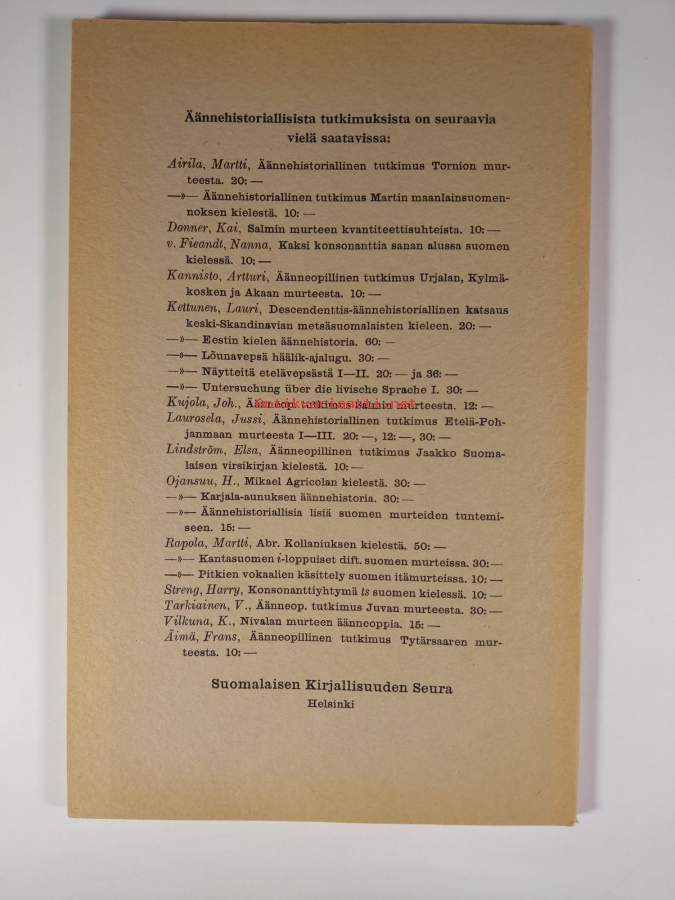 Äännehistoriallisista tutkimuksista on seuraavia
vielä saatavissa:
Airila, Martti, Äännehistoriallinen tutkimus Tornion mur-
teesta. 20: —
—»— Äännehistoriallinen tutkimus Martin maanlainsuomen-
noksen kielestä. 10: —
Donner, Kai, Salmin murteen kvantiteettisuhteista. 10: —
v. Fieandt, Nanna, Kaksi konsonanttia sanan alussa suomen
kielessä. 10: —
Kannisto, Artturi, Äänneopillinen tutkimus Urjalan, Kylmä-
kosken ja Akaan murteesta. 10: —
Kettunen, Lauri, Descendenttis-äännehistoriallinen katsaus
keski-Skandinavian metsäsuomalaisten kieleen. 20: —
—»— Eestin kielen äännehistoria. 60: —
—»— Lõunavepsä häälik-ajalugu. 30: —
—»— Näytteitä etelävepsästä I—II. 20: — ja 36: —
—»— Untersuchung über die livische Sprache I. 30: —
Kujola, Joh., Äänneop. tutkimus Salmin murteesta. 12: —
Laurosela, Jussi, Äännehistoriallinen tutkimus Etelä-Poh-
janmaan murteesta I—III. 20: —, 12: —, 30: —
Lindström, Elsa, Äänneopillinen tutkimus Jaakko Suoma-
laisen virsikirjan kielestä. 10: —
Ojansuu, H., Mikael Agricolan kielestä. 30: —
—»— Karjala-aunuksen äännehistoria. 30: —
—»— Äännehistoriallisia lisiä suomen murteiden tuntemi-
seen. 15: —
Rapola, Martti, Abr. Kollaniuksen kielestä. 50: —
—»— Kantasuomen i-loppuiset dift. suomen murteissa. 30: —
—»— Pitkien vokaalien käsittely suomen itämurteissa. 10: —
Streng, Harry, Konsonanttiyhtymä ts suomen kielessä. 10: —
Tarkiainen, V., Äänneop. tutkimus Juvan murteesta. 30: —
Vilkuna, K., Nivalan murteen äänneoppia. 15: —
Äimä, Frans, Äänneopillinen tutkimus Tytärsaaren mur-
teesta. 10: —
Suomalaisen Kirjallisuuden Seura
Helsinki